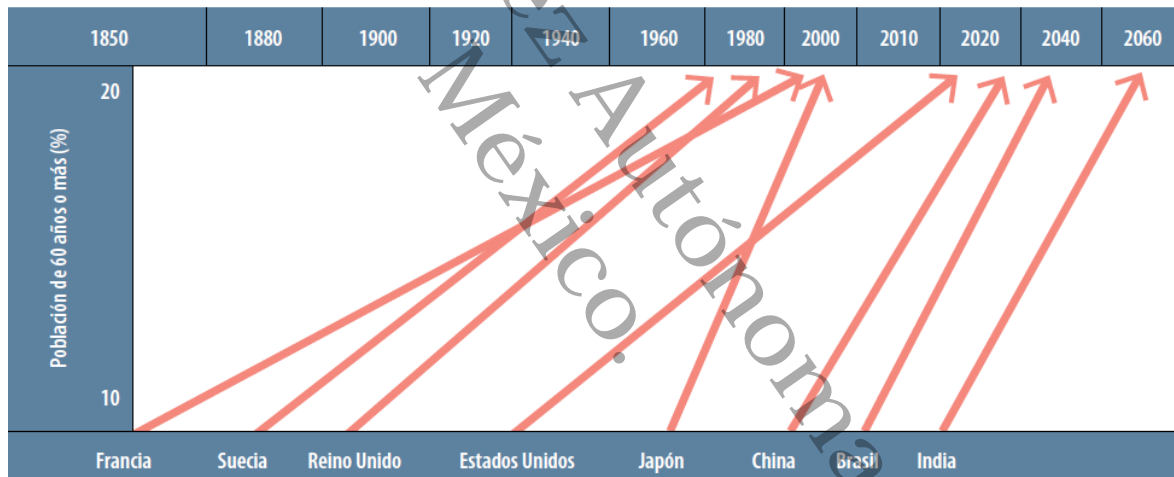 1850 1880 1900 1920 1940 1960 1980 2000 2010 2020 2040 2060
20
Población de 60 años o más (%)
10
Francia Suecia Reino Unido Estados Unidos Japón China Brasil India
ez Autónoma
México.